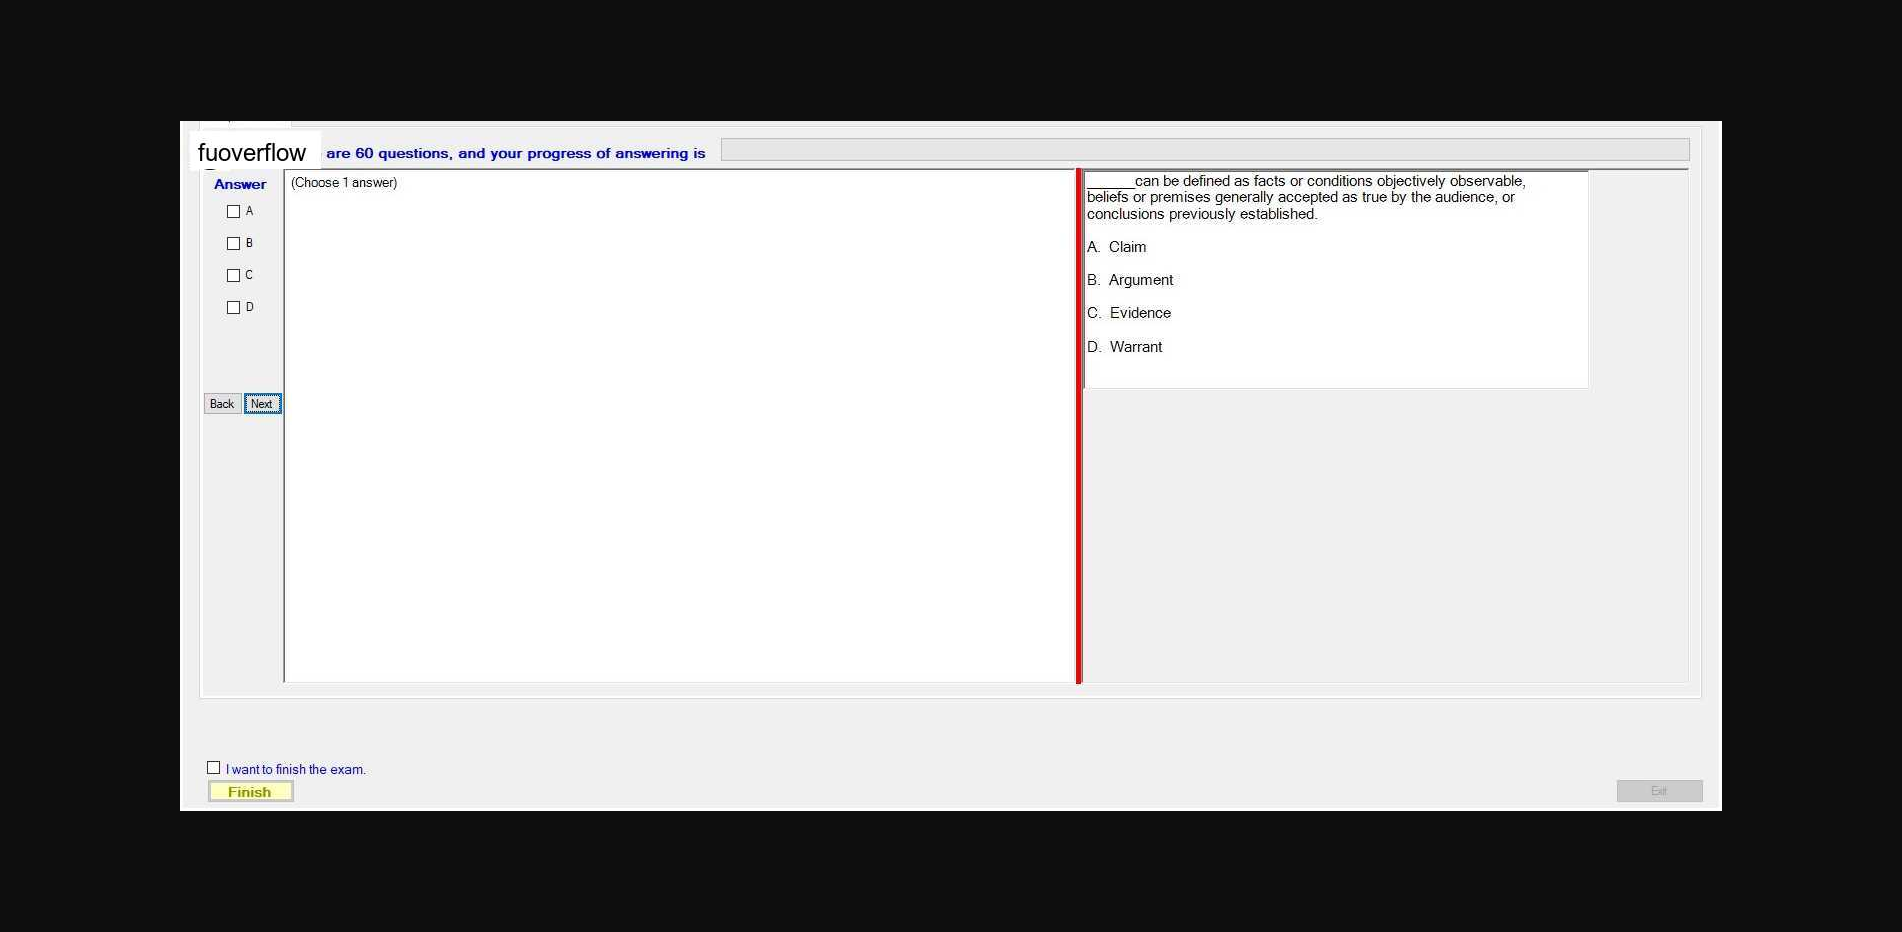 fuoverflow are 60 questions, and your progress of answering is
Answer
(Choose 1 answer)
A
B
C
D
Back Next
______can be defined as facts or conditions objectively observable,
beliefs or premises generally accepted as true by the audience, or
conclusions previously established.
A. Claim
B. Argument
C. Evidence
D. Warrant
I want to finish the exam.
Finish
Exit